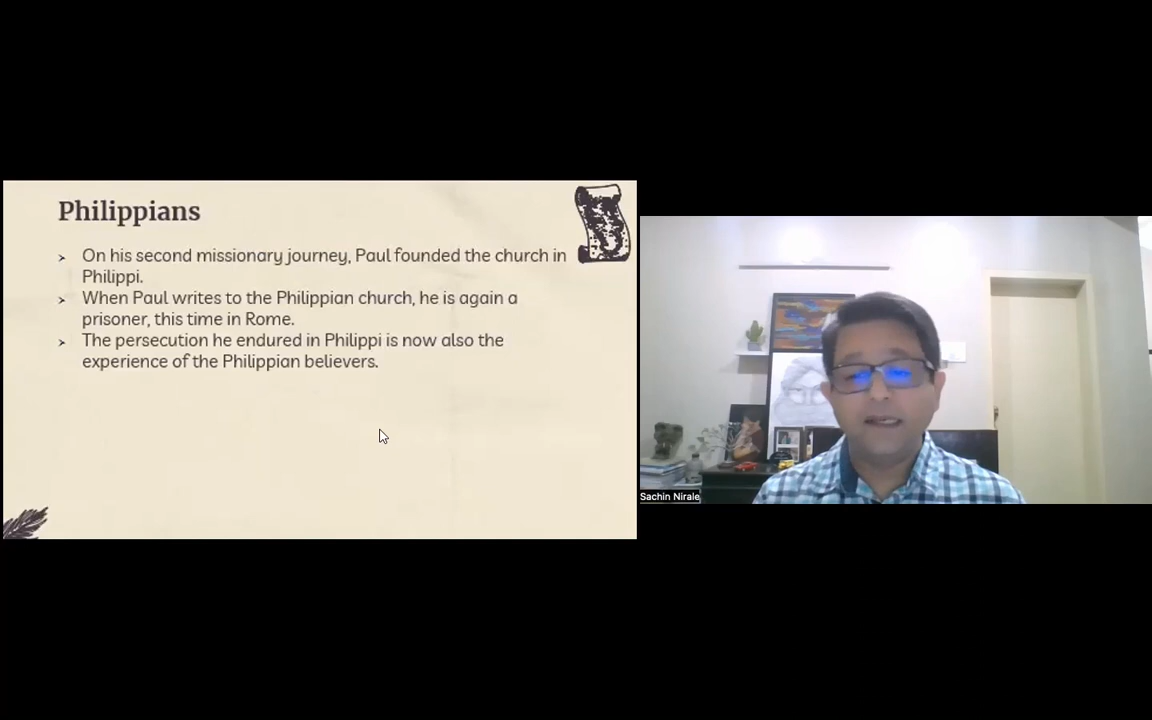 Philippians
➢ On his second missionary journey, Paul founded the church in
Philippi.
➢ When Paul writes to the Philippian church, he is again a
prisoner, this time in Rome.
➢ The persecution he endured in Philippi is now also the
experience of the Philippian believers.
Sachin Nirale